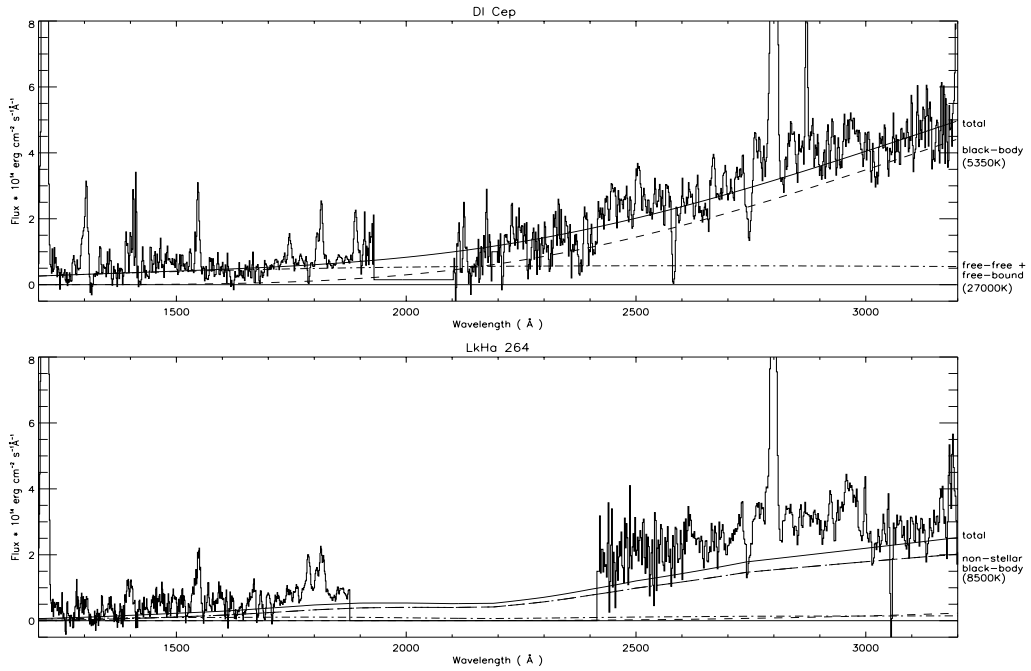 DI Cep
Flux * 10¹⁴ erg cm⁻² s⁻¹Å⁻¹
8
6
4
2
0
total
black-body
(5350K)
free-free +
free-bound
(27000K)
1500
2000
2500
3000
Wavelength ( Å )
LkHa 264
Flux * 10¹⁴ erg cm⁻² s⁻¹Å⁻¹
8
6
4
2
0
total
non-stellar
black-body
(8500K)
1500
2000
2500
3000
Wavelength ( Å )